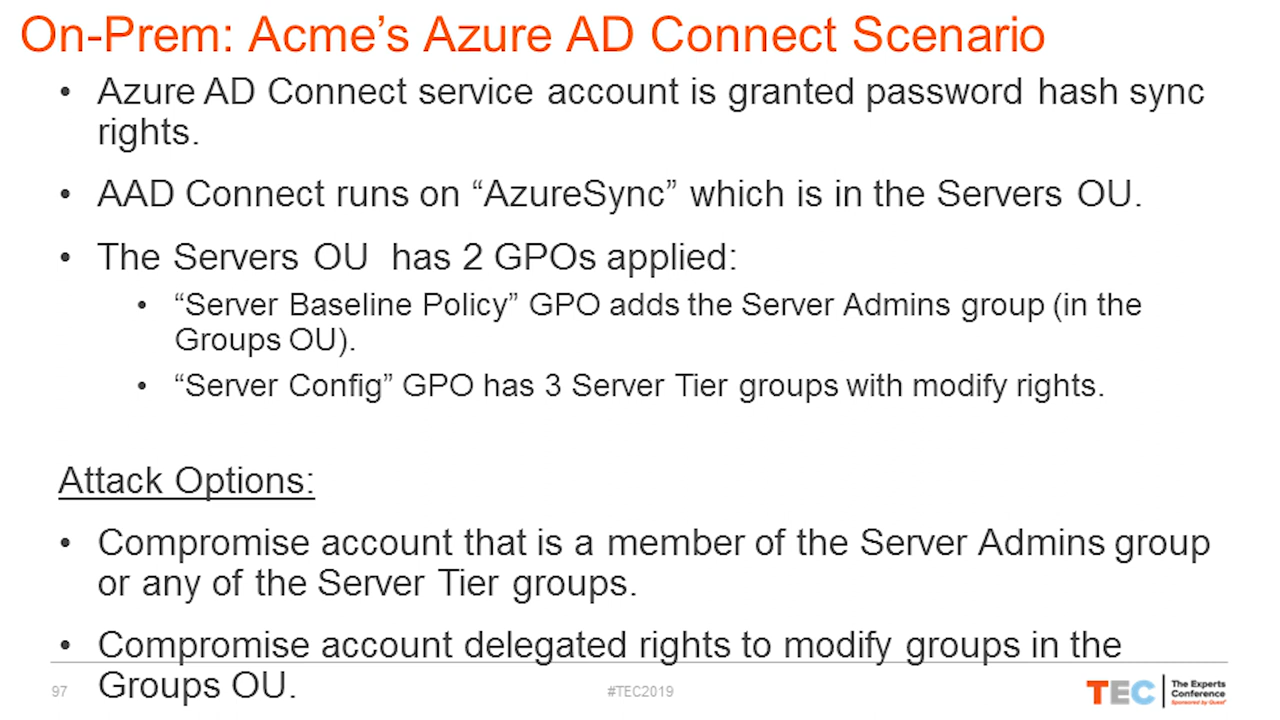 On-Prem: Acme’s Azure AD Connect Scenario
• Azure AD Connect service account is granted password hash sync
rights.
• AAD Connect runs on “AzureSync” which is in the Servers OU.
• The Servers OU  has 2 GPOs applied:
• “Server Baseline Policy” GPO adds the Server Admins group (in the
Groups OU).
• “Server Config” GPO has 3 Server Tier groups with modify rights.
Attack Options:
• Compromise account that is a member of the Server Admins group
or any of the Server Tier groups.
• Compromise account delegated rights to modify groups in the
Groups OU.
97
#TEC2019
TEC
The Experts
Conference
Sponsored by Quest